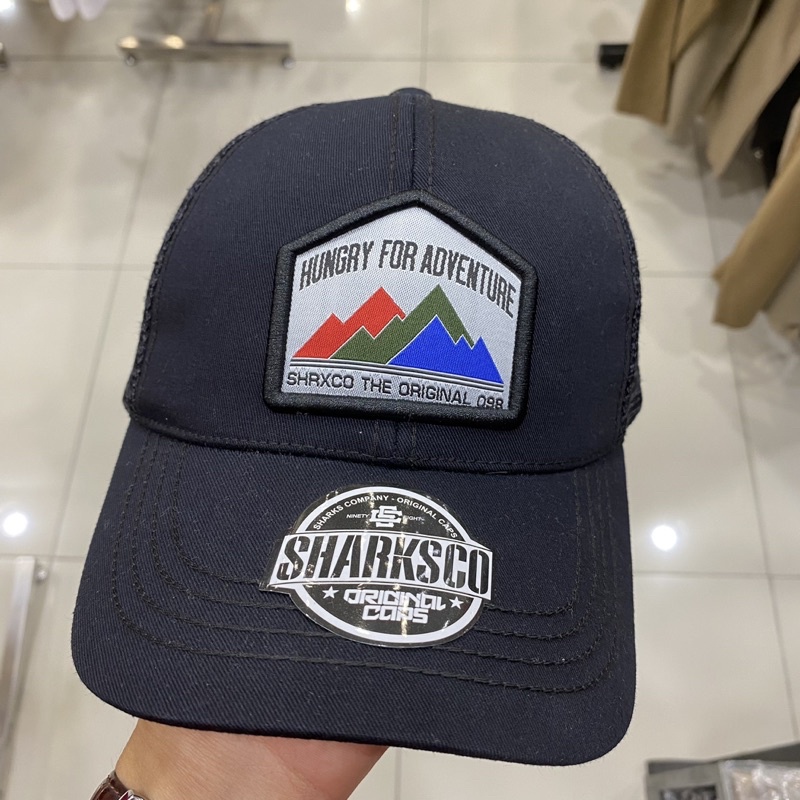 HUNGRY FOR ADVENTURE
SHRXCO THE ORIGINAL 098
SHARKS COMPANY - ORIGINAL CAPS
NINETY EIGHT
SHARKSCO
ORIGINAL
CAPS